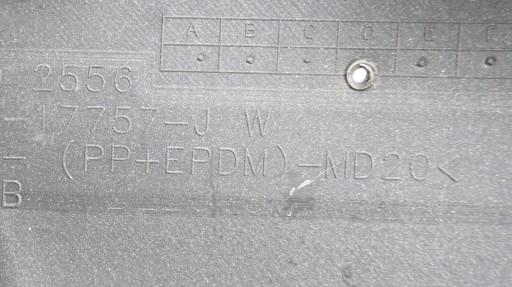 A B C D E F
2556
-17757-J W
- (PP+EPDM)-MD20<
B